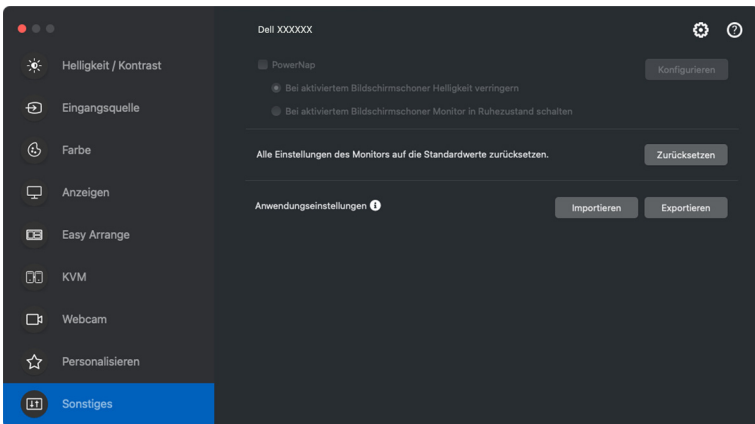 Dell XXXXXX
Helligkeit / Kontrast
Eingangsquelle
Farbe
Anzeigen
Easy Arrange
KVM
Webcam
Personalisieren
Sonstiges
PowerNap
Konfigurieren
Bei aktiviertem Bildschirmschoner Helligkeit verringern
Bei aktiviertem Bildschirmschoner Monitor in Ruhezustand schalten
Alle Einstellungen des Monitors auf die Standardwerte zurücksetzen.
Zurücksetzen
Anwendungseinstellungen
Importieren
Exportieren